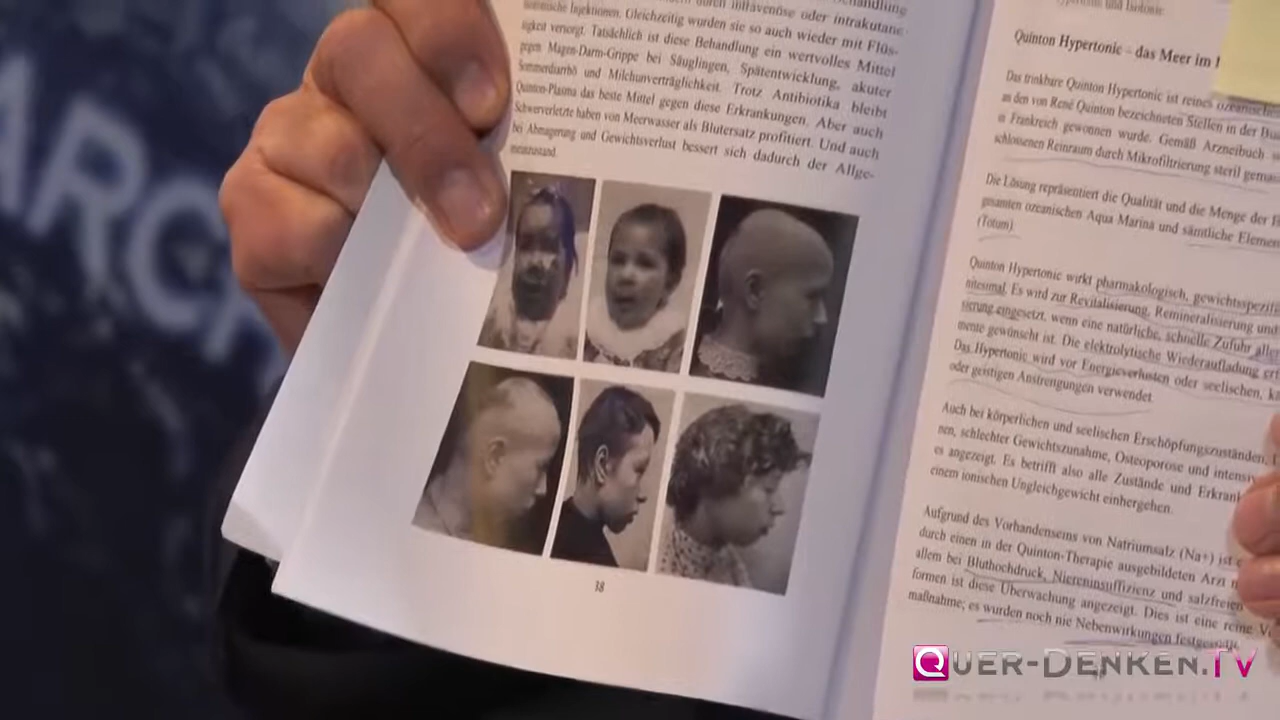 ARC
durch intravenöse oder intrakutane
Injektionen. Gleichzeitig wurden sie so auch wieder mit Flüs-
sigkeit versorgt. Tatsächlich ist diese Behandlung ein wertvolles Mittel
gegen Magen-Darm-Grippe bei Säuglingen, Spätentwicklung, akuter
Sommerdiarrhö und Milchunverträglichkeit. Trotz Antibiotika bleibt
Quinton-Plasma das beste Mittel gegen diese Erkrankungen. Aber auch
Schwerverletzte haben von Meerwasser als Blutersatz profitiert. Und auch
bei Abmagerung und Gewichtsverlust bessert sich dadurch der Allge-
meinzustand.
38
Quinton Hypertonic – das Meer im
Das trinkbare Quinton Hypertonic ist reines
an den von René Quinton bezeichneten Stellen in der
in Frankreich gewonnen wurde. Gemäß Arzneibuch
schlossenen Reinraum durch Mikrofiltrierung steril
Die Lösung repräsentiert die Qualität und die Menge der
gesamten ozeanischen Aqua Marina und sämtliche
(Totum).
Quinton Hypertonic wirkt pharmakologisch,
Es wird zur Revitalisierung, Remineralisierung und
eingesetzt, wenn eine natürliche, schnelle Zufuhr
mente gewünscht ist. Die elektrolytische Wiederaufladung
Das Hypertonic wird vor Energieverlusten oder seelischen,
oder geistigen Anstrengungen verwendet.
Auch bei körperlichen und seelischen Erschöpfungszuständen,
nen, schlechter Gewichtszunahme, Osteoporose und
es angezeigt. Es betrifft also alle Zustände und
einem ionischen Ungleichgewicht einhergehen.
Aufgrund des Vorhandenseins von Natriumsalz (Na+) ist
durch einen in der Quinton-Therapie ausgebildeten Arzt
allem bei Bluthochdruck, Niereninsuffizienz und salzfreien
formen ist diese Überwachung angezeigt. Dies ist eine reine
maßnahme; es wurden noch nie Nebenwirkungen festgestellt.
QUER-DENKEN.TV